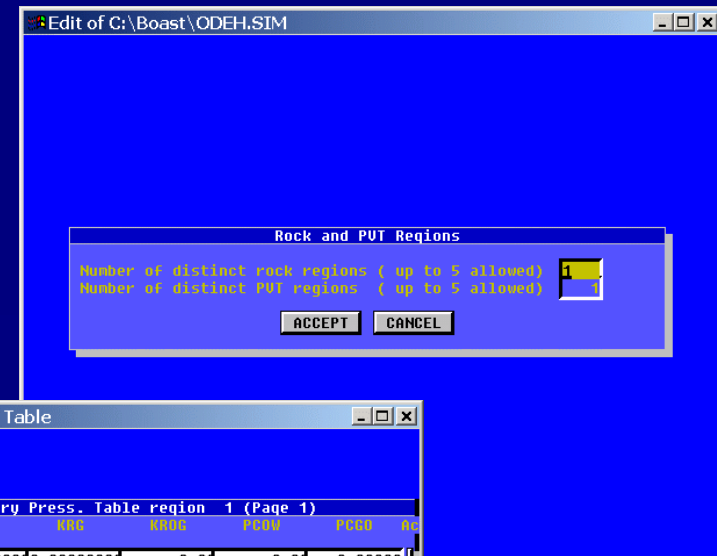 Edit of C:\Boast\ODEH.SIM
Rock and PVT Regions
Number of distinct rock regions ( up to 5 allowed) 1
Number of distinct PVT regions ( up to 5 allowed) 1
ACCEPT CANCEL
Table
ry Press. Table region 1 (Page 1)
KRG KROG PCOW PCGO Ac